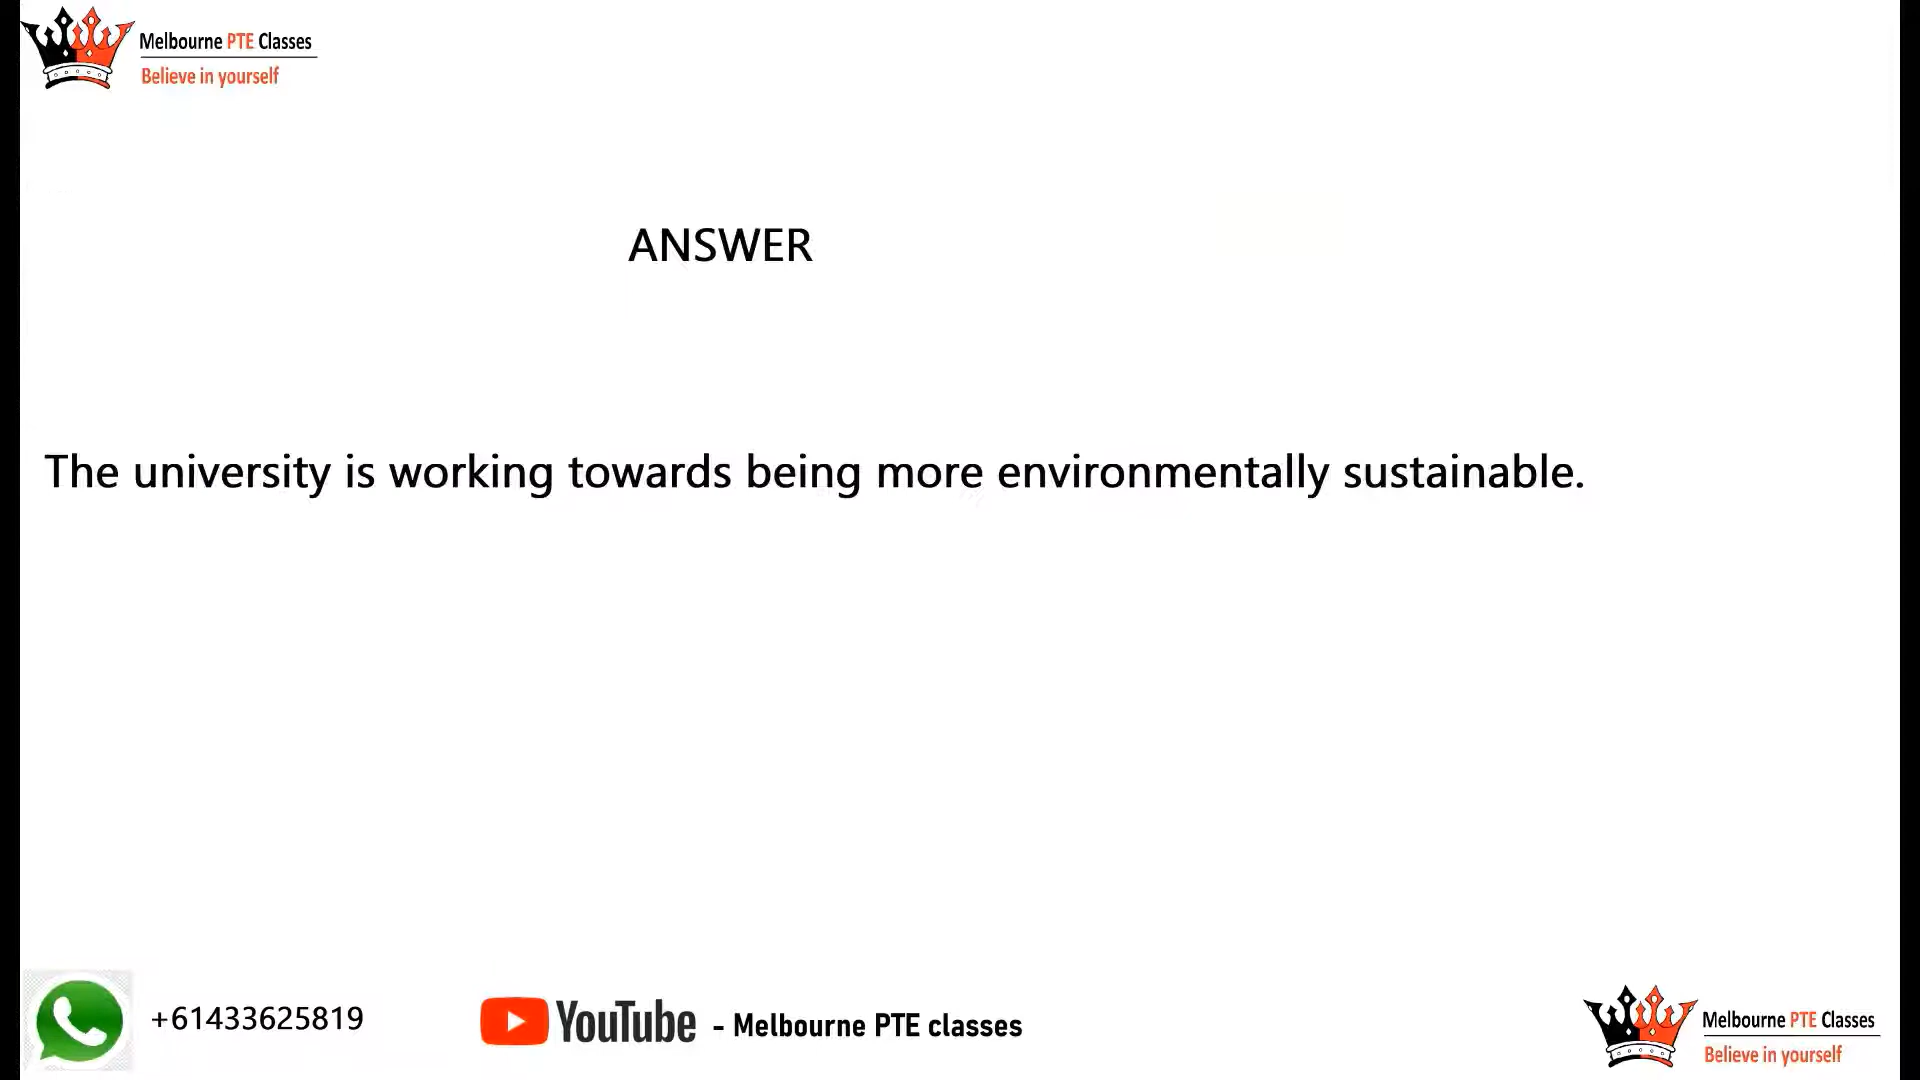 Melbourne PTE Classes
Believe in yourself
ANSWER
The university is working towards being more environmentally sustainable.
+61433625819
YouTube - Melbourne PTE classes
Melbourne PTE Classes
Believe in yourself